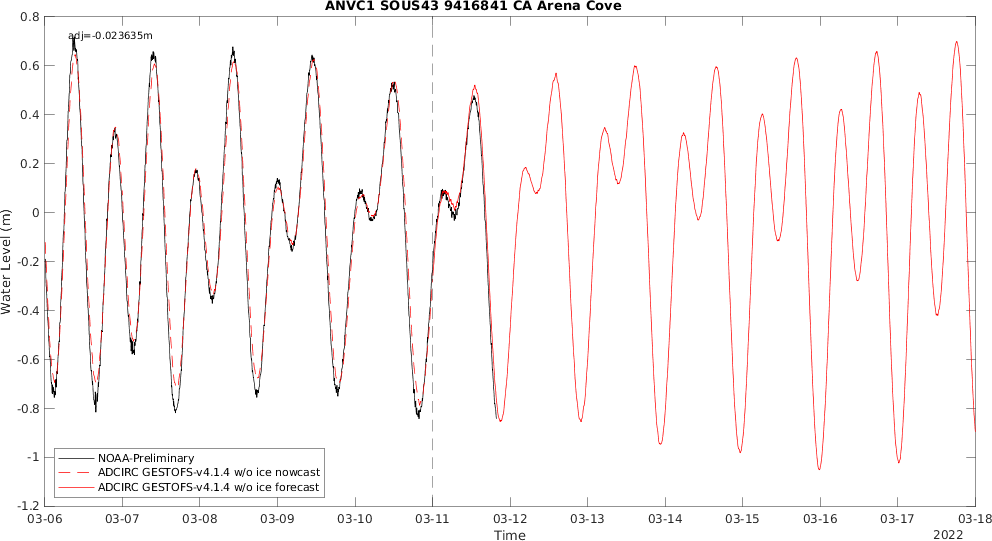 ANVC1 SOUS43 9416841 CA Arena Cove
adj=-0.023635m
0.8
0.6
0.4
0.2
0
-0.2
-0.4
-0.6
-0.8
-1
-1.2
Water Level (m)
NOAA-Preliminary
ADCIRC GESTOFS-v4.1.4 w/o ice nowcast
ADCIRC GESTOFS-v4.1.4 w/o ice forecast
03-06 03-07 03-08 03-09 03-10 03-11 03-12 03-13 03-14 03-15 03-16 03-17 03-18
Time
2022